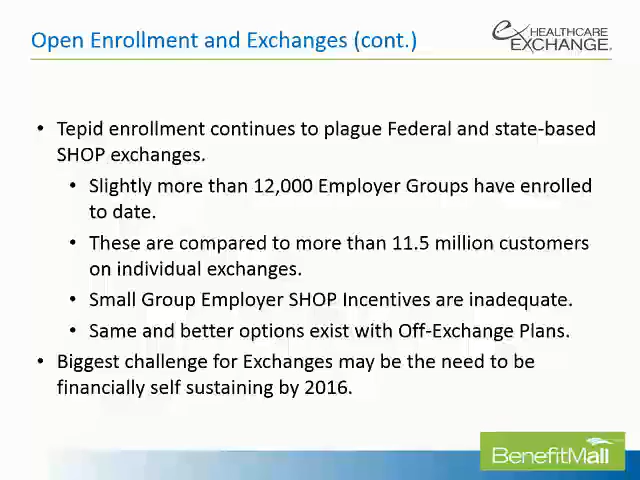 Open Enrollment and Exchanges (cont.)
ex HEALTHCARE
EXCHANGE.
• Tepid enrollment continues to plague Federal and state-based
SHOP exchanges.
• Slightly more than 12,000 Employer Groups have enrolled
to date.
• These are compared to more than 11.5 million customers
on individual exchanges.
• Small Group Employer SHOP Incentives are inadequate.
• Same and better options exist with Off-Exchange Plans.
• Biggest challenge for Exchanges may be the need to be
financially self sustaining by 2016.
BenefitMall